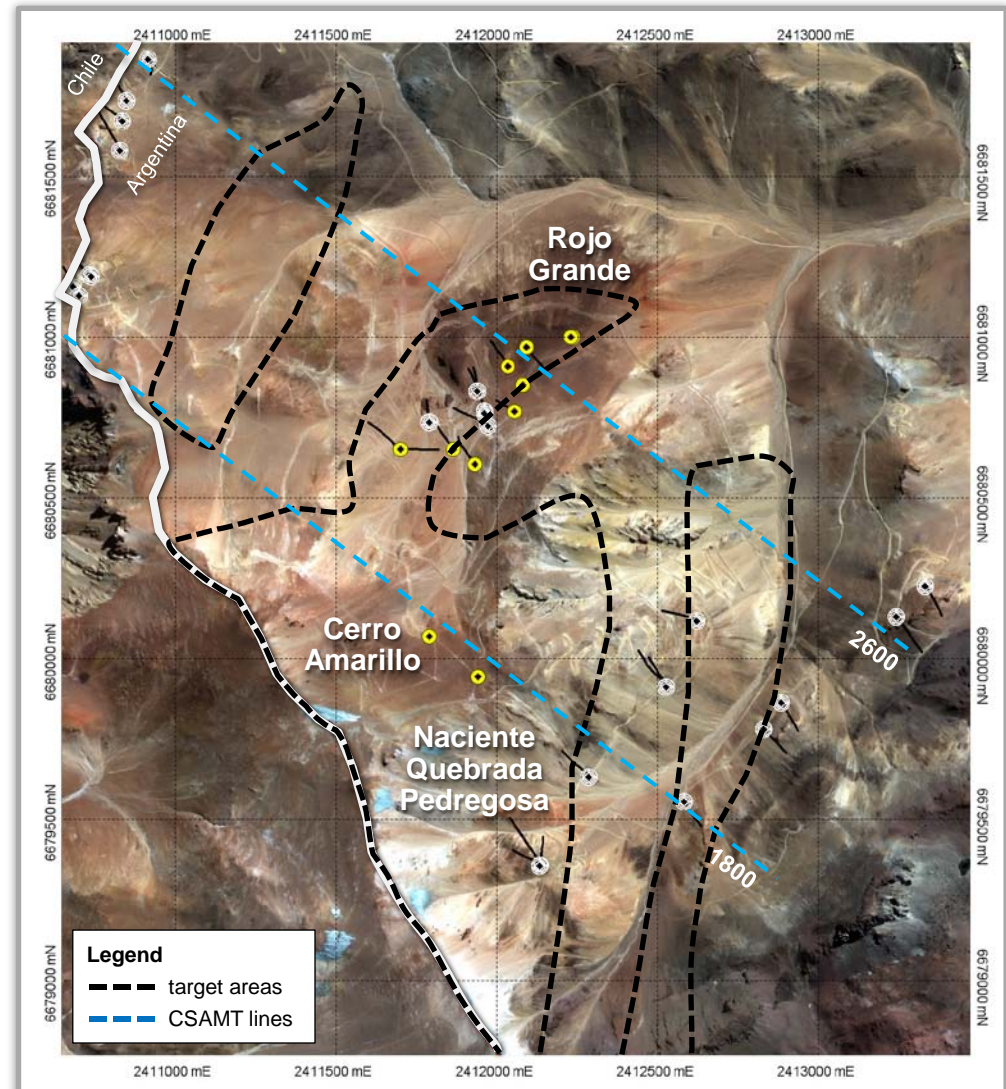 2411000 mE
2411500 mE
2412000 mE
2412500 mE
2413000 mE
Chile
Argentina
6681500 mN
6681500 mN
Rojo
Grande
6681000 mN
6681000 mN
6680500 mN
6680500 mN
Cerro
Amarillo
6680000 mN
6680000 mN
2600
Naciente
Quebrada
Pedregosa
6679500 mN
6679500 mN
1800
Legend
target areas
CSAMT lines
6679000 mN
6679000 mN
2411000 mE
2411500 mE
2412000 mE
2412500 mE
2413000 mE